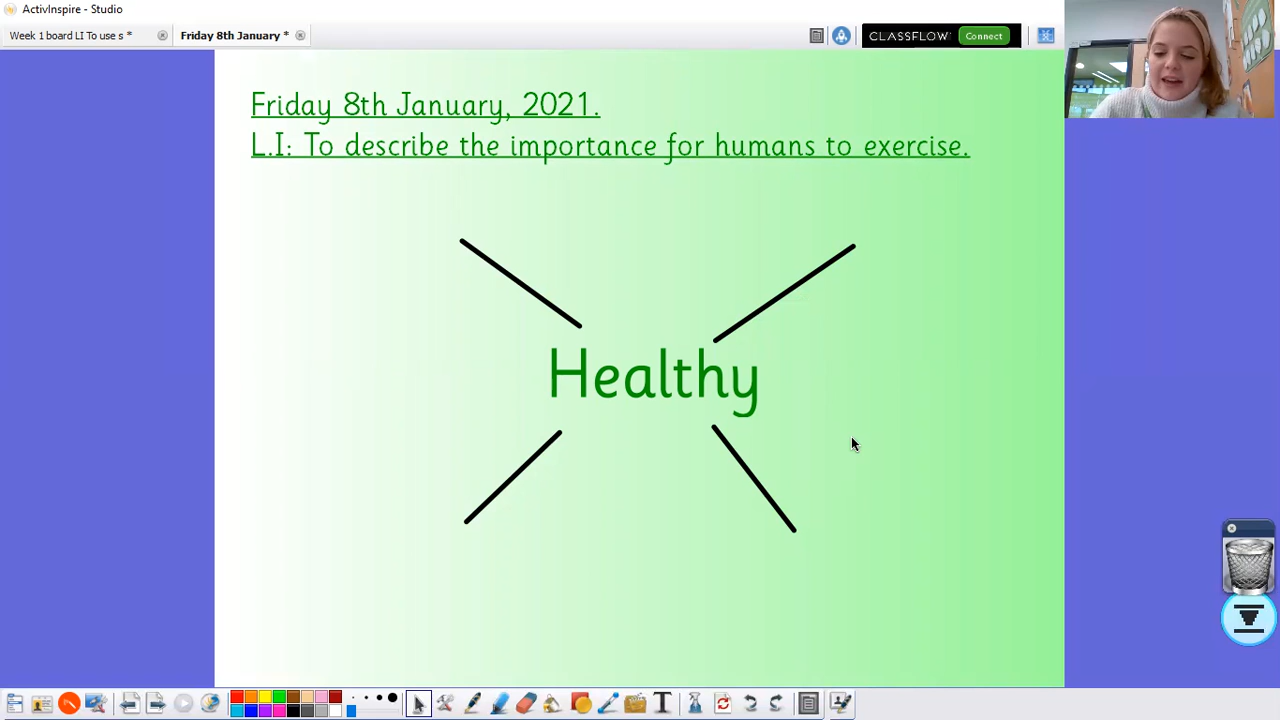 ActivInspire - Studio
Week 1 board LI To use s *
Friday 8th January *
CLASSFLOW Connect
Friday 8th January, 2021.
L.I: To describe the importance for humans to exercise.
Healthy
T